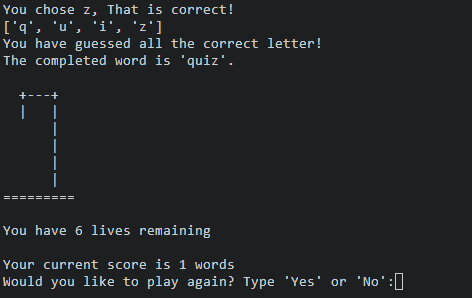 You chose z, That is correct!
['q', 'u', 'i', 'z']
You have guessed all the correct letter!
The completed word is 'quiz'.
  +---+
  |   |
      |
      |
      |
      |
=========
You have 6 lives remaining
Your current score is 1 words
Would you like to play again? Type 'Yes' or 'No':